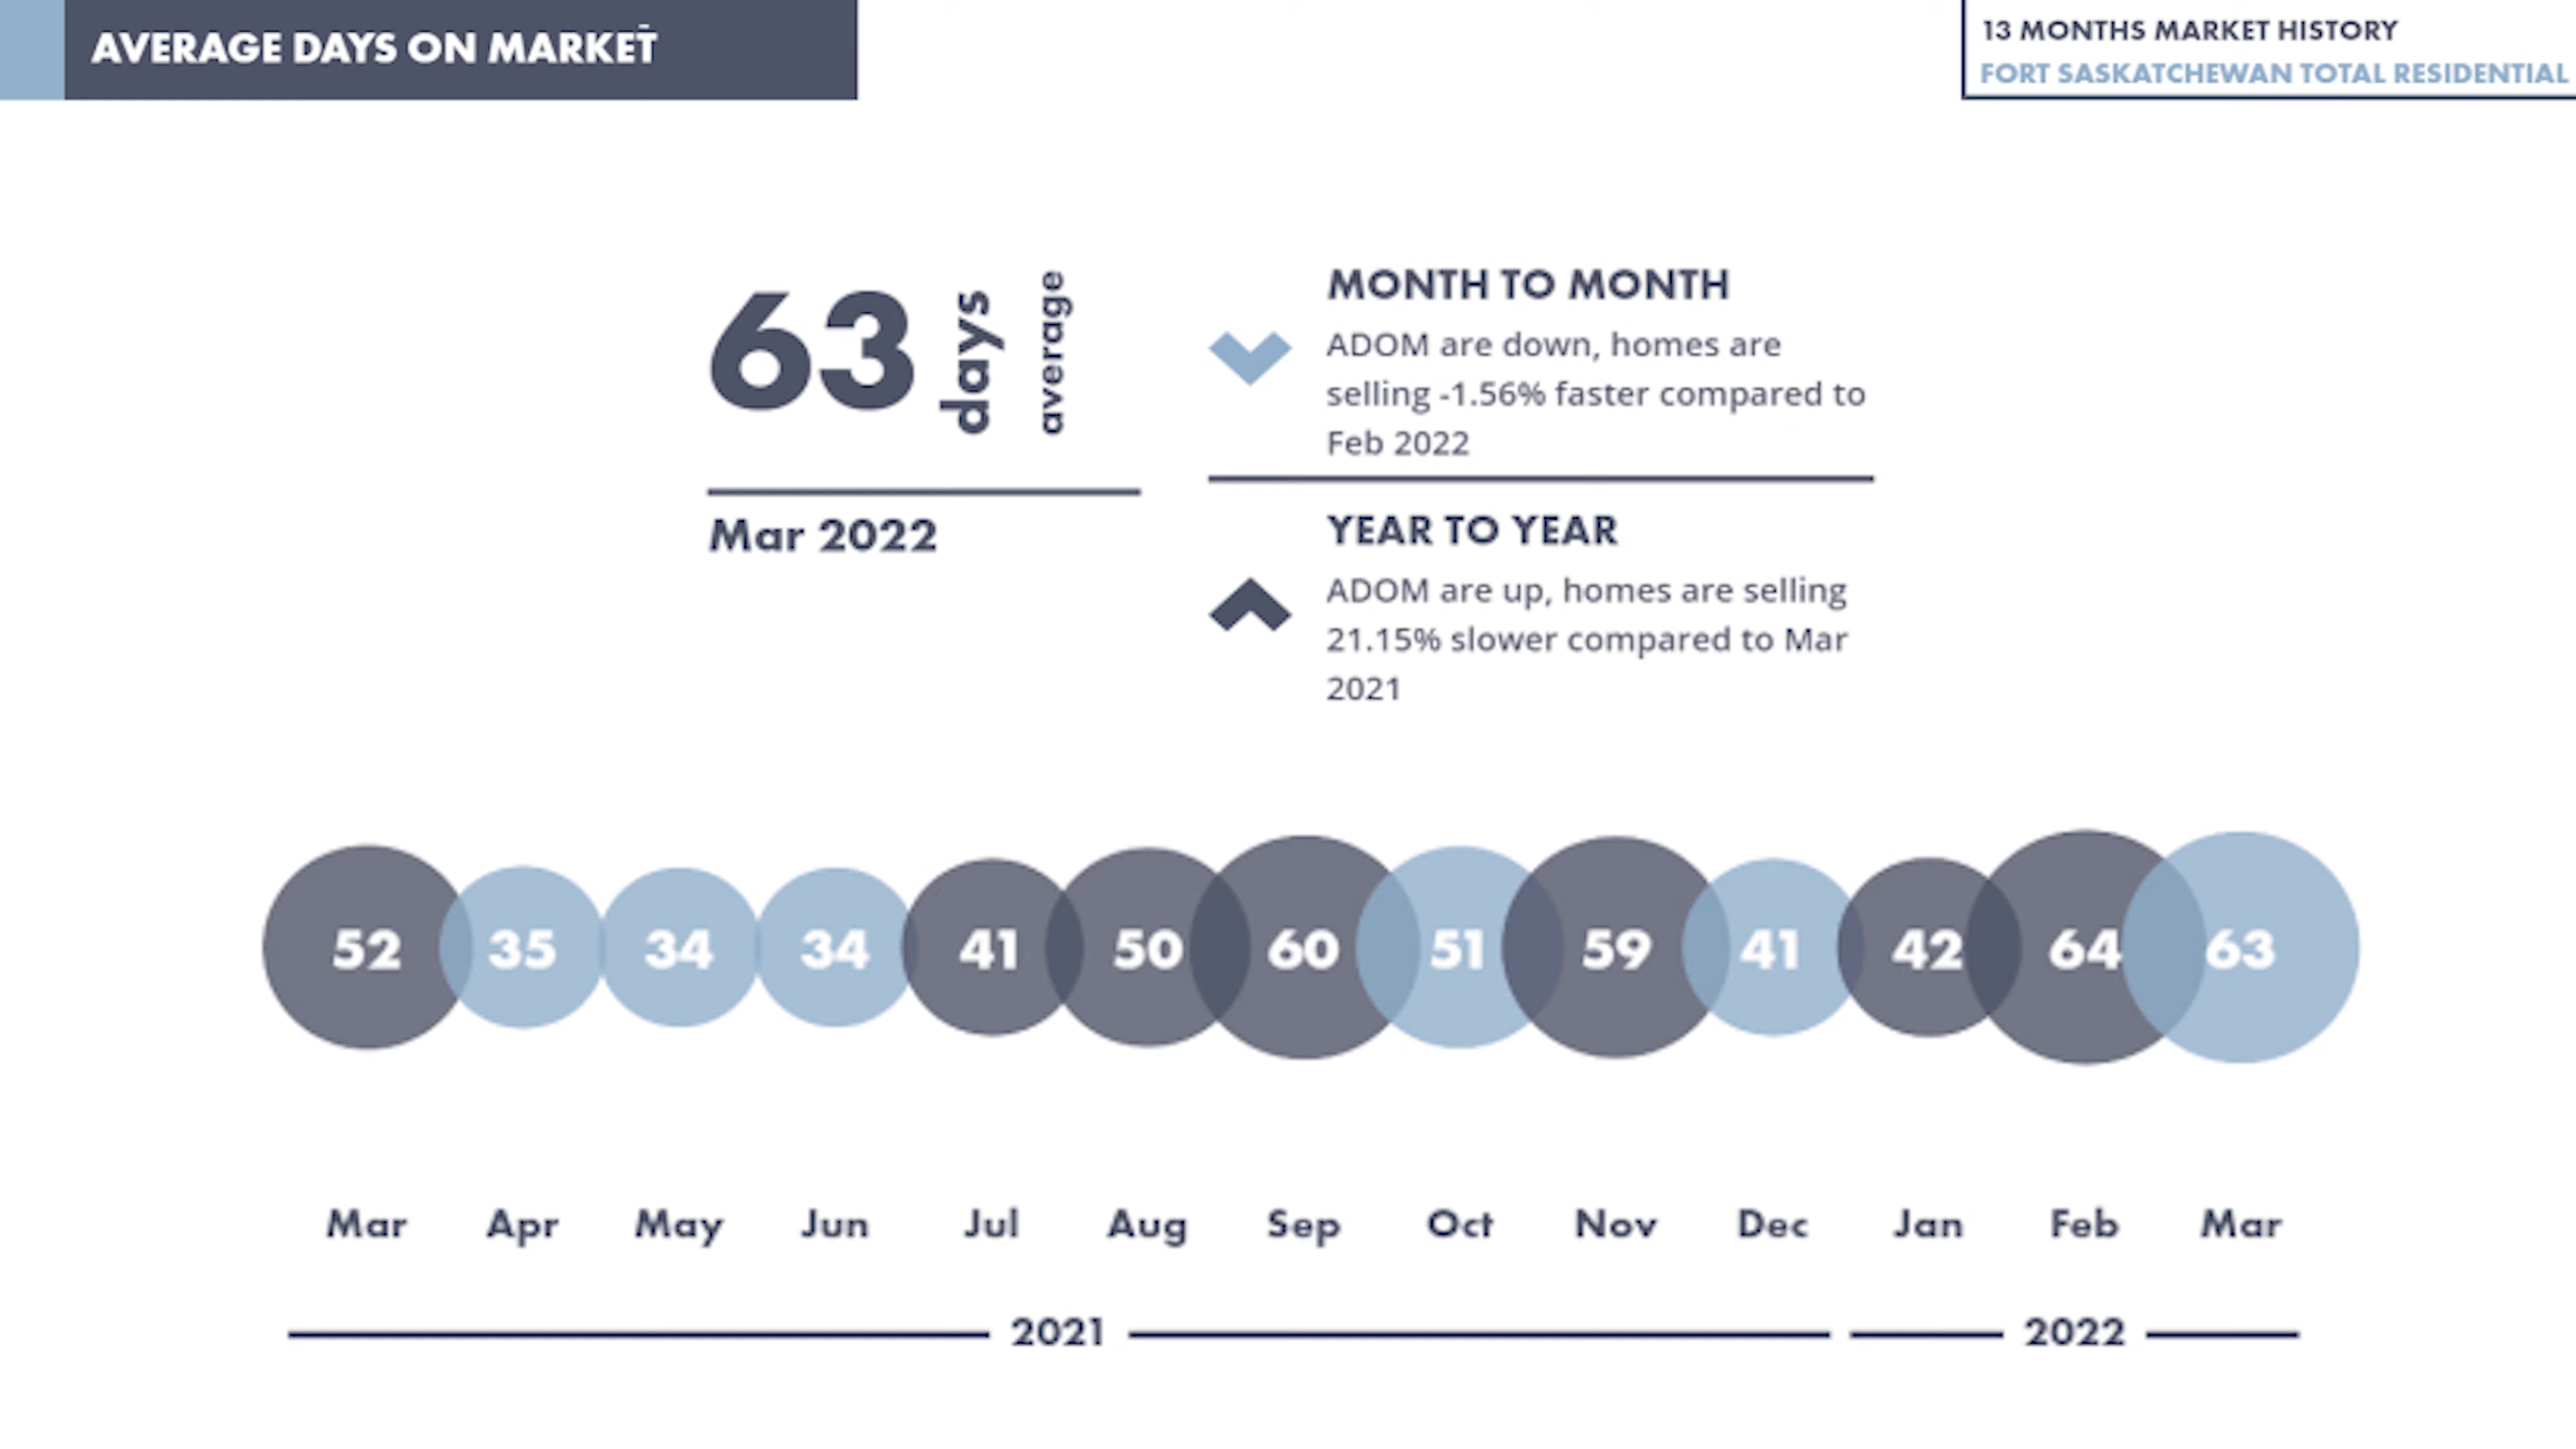 AVERAGE DAYS ON MARKET
13 MONTHS MARKET HISTORY
FORT SASKATCHEWAN TOTAL RESIDENTIAL
63 days average
Mar 2022
MONTH TO MONTH
ADOM are down, homes are
selling -1.56% faster compared to
Feb 2022
YEAR TO YEAR
ADOM are up, homes are selling
21.15% slower compared to Mar
2021
52 35 34 34 41 50 60 51 59 41 42 64 63
Mar Apr May Jun Jul Aug Sep Oct Nov Dec Jan Feb Mar
2021 2022